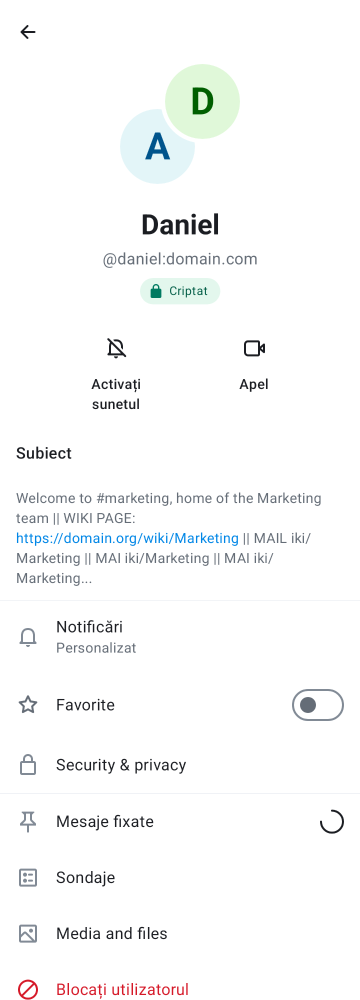 D
A
Daniel
@daniel:domain.com
Criptat
Activați
sunetul
Apel
Subiect
Welcome to #marketing, home of the Marketing
team || WIKI PAGE:
https://domain.org/wiki/Marketing || MAIL iki/
Marketing || MAI iki/Marketing || MAI iki/
Marketing...
Notificări
Personalizat
Favorite
Security & privacy
Mesaje fixate
Sondaje
Media and files
Blocați utilizatorul